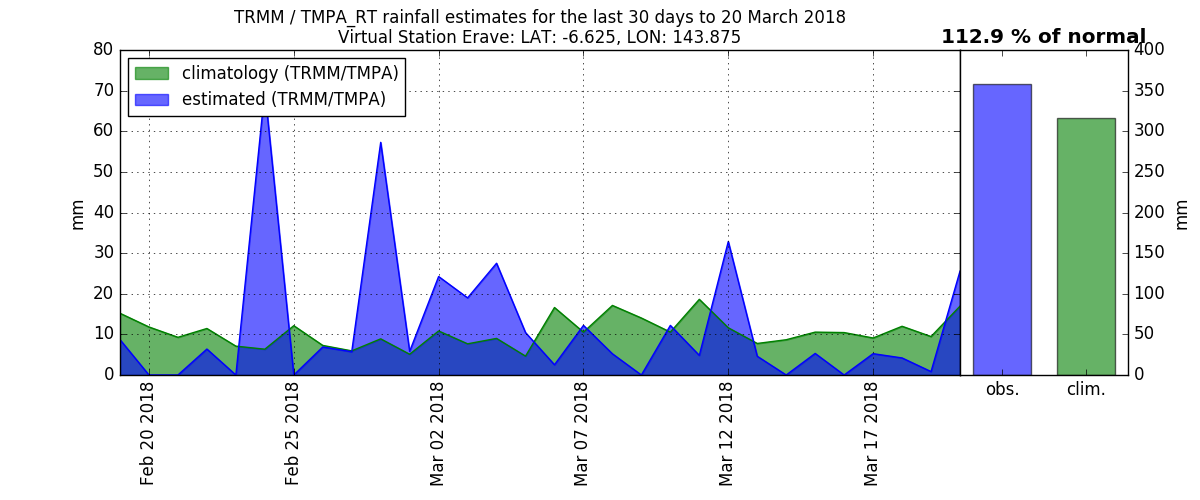 TRMM / TMPA_RT rainfall estimates for the last 30 days to 20 March 2018
Virtual Station Erave: LAT: -6.625, LON: 143.875
112.9 % of normal
climatology (TRMM/TMPA)
estimated (TRMM/TMPA)
mm
80
70
60
50
40
30
20
10
0
Feb 20 2018
Feb 25 2018
Mar 02 2018
Mar 07 2018
Mar 12 2018
Mar 17 2018
obs.
clim.
400
350
300
250
200
150
100
50
0
mm